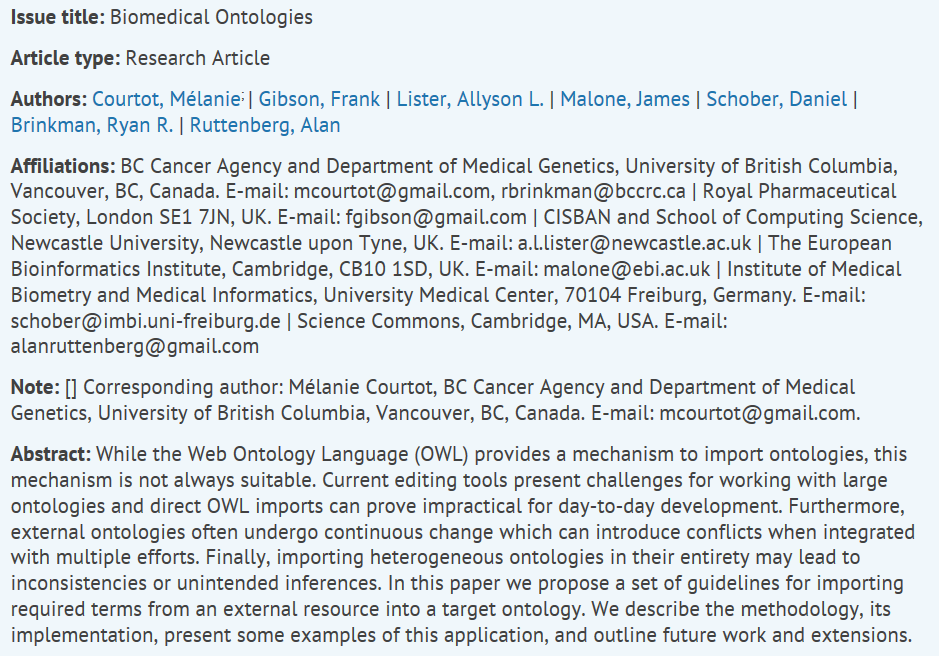 Issue title: Biomedical Ontologies
Article type: Research Article
Authors: Courtot, Mélanie; | Gibson, Frank | Lister, Allyson L. | Malone, James | Schober, Daniel |
Brinkman, Ryan R. | Ruttenberg, Alan
Affiliations: BC Cancer Agency and Department of Medical Genetics, University of British Columbia,
Vancouver, BC, Canada. E-mail: mcourtot@gmail.com, rbrinkman@bccrc.ca | Royal Pharmaceutical
Society, London SE1 7JN, UK. E-mail: fgibson@gmail.com | CISBAN and School of Computing Science,
Newcastle University, Newcastle upon Tyne, UK. E-mail: a.l.lister@newcastle.ac.uk | The European
Bioinformatics Institute, Cambridge, CB10 1SD, UK. E-mail: malone@ebi.ac.uk | Institute of Medical
Biometry and Medical Informatics, University Medical Center, 70104 Freiburg, Germany. E-mail:
schober@imbi.uni-freiburg.de | Science Commons, Cambridge, MA, USA. E-mail:
alanruttenberg@gmail.com
Note: [] Corresponding author: Mélanie Courtot, BC Cancer Agency and Department of Medical
Genetics, University of British Columbia, Vancouver, BC, Canada. E-mail: mcourtot@gmail.com.
Abstract: While the Web Ontology Language (OWL) provides a mechanism to import ontologies, this
mechanism is not always suitable. Current editing tools present challenges for working with large
ontologies and direct OWL imports can prove impractical for day-to-day development. Furthermore,
external ontologies often undergo continuous change which can introduce conflicts when integrated
with multiple efforts. Finally, importing heterogeneous ontologies in their entirety may lead to
inconsistencies or unintended inferences. In this paper we propose a set of guidelines for importing
required terms from an external resource into a target ontology. We describe the methodology, its
implementation, present some examples of this application, and outline future work and extensions.